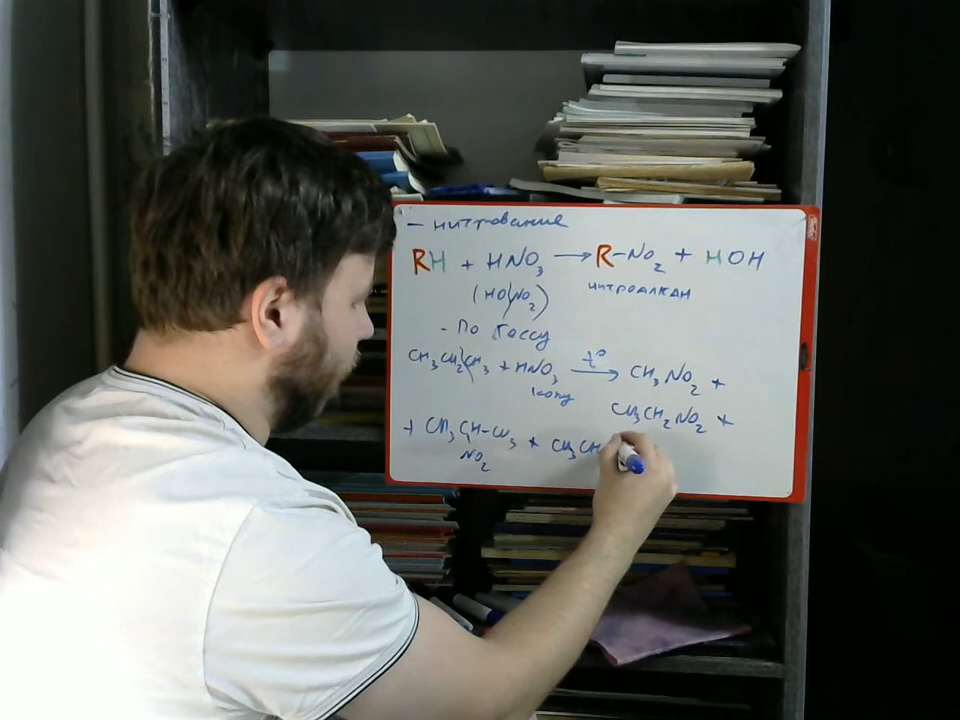 - нитрование
RH + HNO3 → R-NO2 + HOH
(HO)NO2) нитроалкан
- По Гессу
CH3CH2CH3 + HNO3 t° → CH3NO2 +
конц CH3CH2NO2 +
+ CH3CH-CH3 + CH3CH
NO2